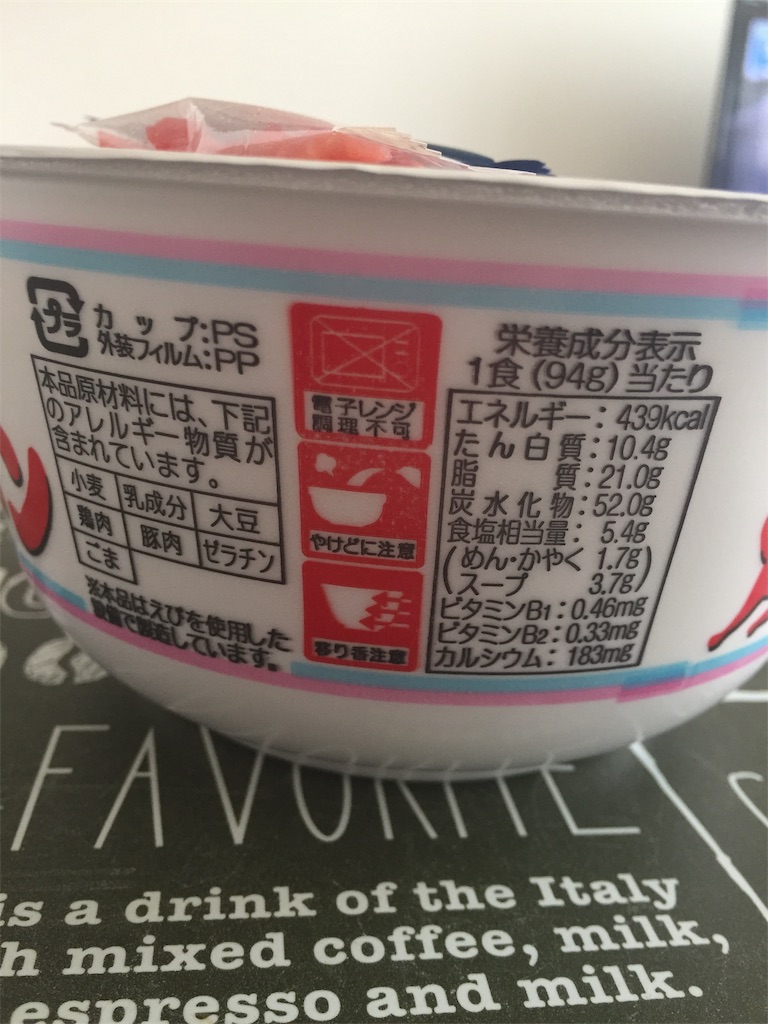 プラ
カップ:PS
外装フィルム:PP
本品原材料には、下記
のアレルギー物質が
含まれています。
小麦 乳成分 大豆
鶏肉 豚肉 ゼラチン
ごま
※本品はえびを使用した
設備で製造しています。
電子レンジ
調理不可
やけどに注意
移り香注意
栄養成分表示
1食(94g)当たり
エネルギー:439kcal
たん白質:10.4g
脂質:21.0g
炭水化物:52.0g
食塩相当量:5.4g
(めん・かやく 1.7g)
(スープ 3.7g)
ビタミンB1:0.46mg
ビタミンB2:0.33mg
カルシウム:183mg
FAVORITE
is a drink of the Italy
h mixed coffee, milk,
espresso and milk.